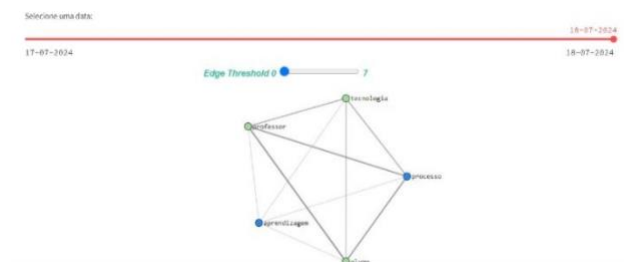 Selecione uma data:
18-07-2024
17-07-2024
18-07-2024
Edge Threshold 0
7
tecnologia
professor
processo
aprendizagem